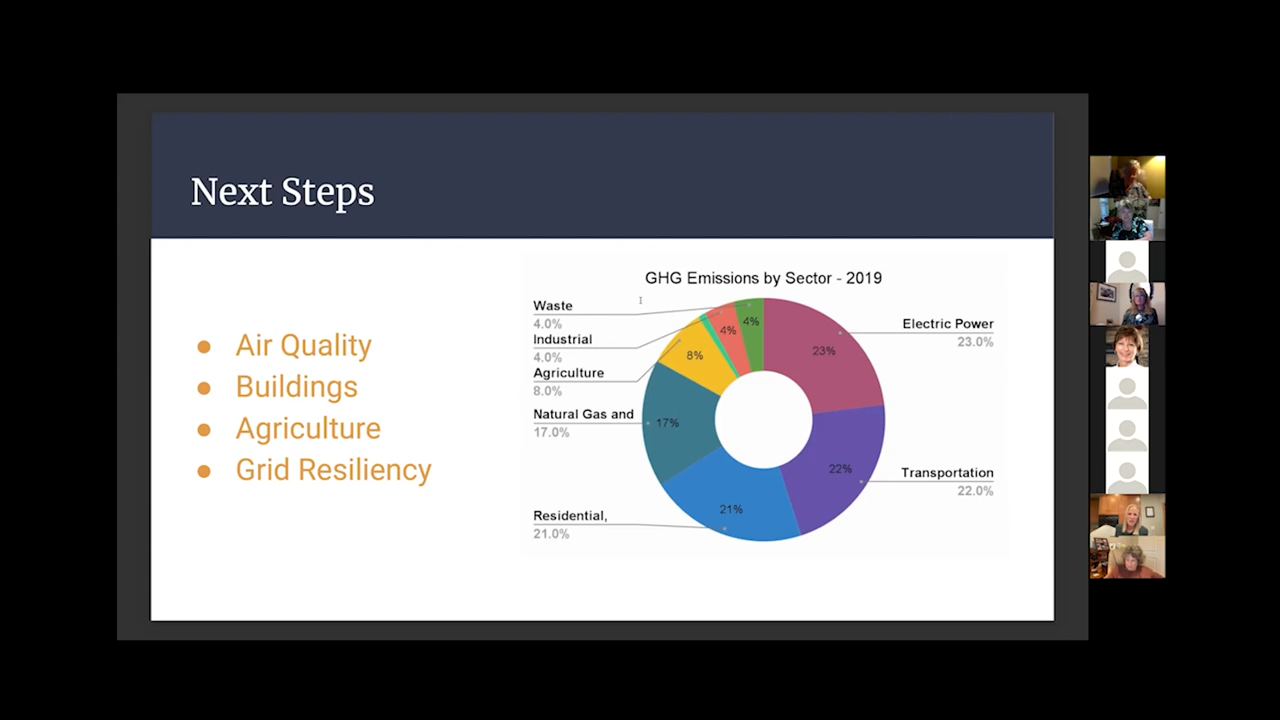 Next Steps
● Air Quality
● Buildings
● Agriculture
● Grid Resiliency
GHG Emissions by Sector - 2019
Waste
4.0%
Industrial
4.0%
Agriculture
8.0%
Natural Gas and
17.0%
Residential,
21.0%
Electric Power
23.0%
Transportation
22.0%
4%
4%
8%
17%
21%
22%
23%